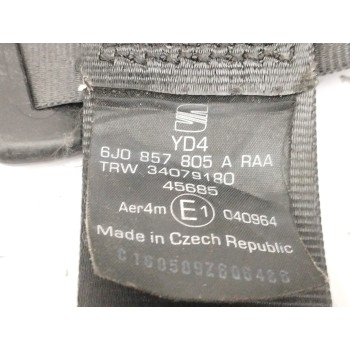 YD4
6J0 857 805 A RAA
TRW 34079180
45685
Aer4m E1 040964
Made in Czech Republic